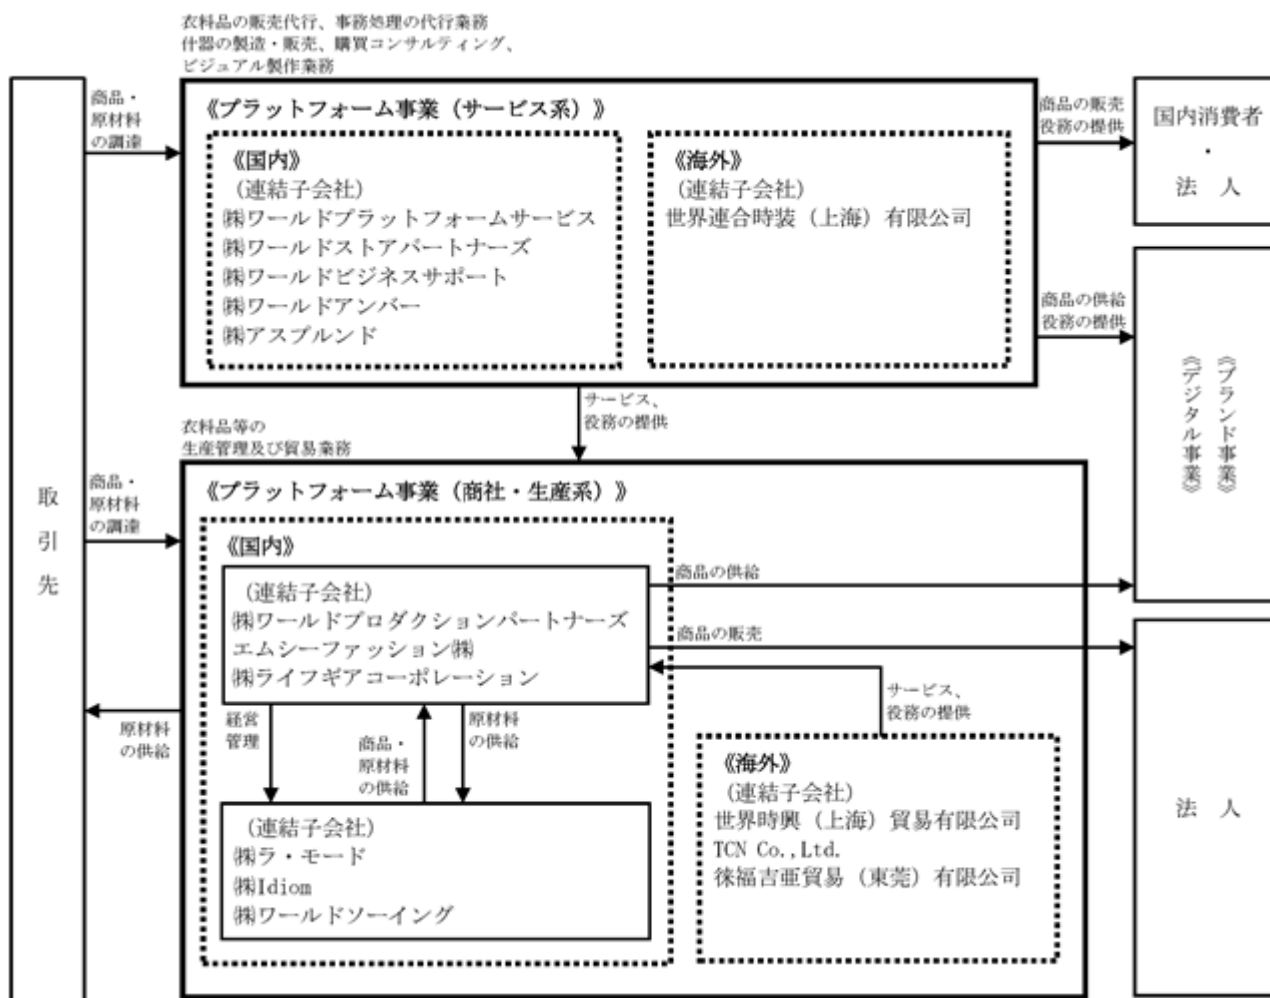 衣料品の販売代行、事務処理の代行業務
什器の製造・販売、購買コンサルティング、
ビジュアル製作業務
取引先
商品・
原材料
の調達
《プラットフォーム事業（サービス系）》
《国内》
（連結子会社）
㈱ワールドプラットフォームサービス
㈱ワールドストアパートナーズ
㈱ワールドビジネスサポート
㈱ワールドアンバー
㈱アスプルンド
《海外》
（連結子会社）
世界連合時装（上海）有限公司
商品の販売
役務の提供
国内消費者
・
法　人
商品の供給
役務の提供
《ブランド事業》
《デジタル事業》
サービス、
役務の提供
衣料品等の
生産管理及び貿易業務
商品・
原材料
の調達
《プラットフォーム事業（商社・生産系）》
《国内》
（連結子会社）
㈱ワールドプロダクションパートナーズ
エムシーファッション㈱
㈱ライフギアコーポレーション
商品の供給
商品の販売
サービス、
役務の提供
原材料
の供給
経営
管理
商品・
原材料
の供給
原材料
の供給
（連結子会社）
㈱ラ・モード
㈱Idiom
㈱ワールドソーイング
《海外》
（連結子会社）
世界時興（上海）貿易有限公司
TCN Co.,Ltd.
徠福吉亜貿易（東莞）有限公司
法　人